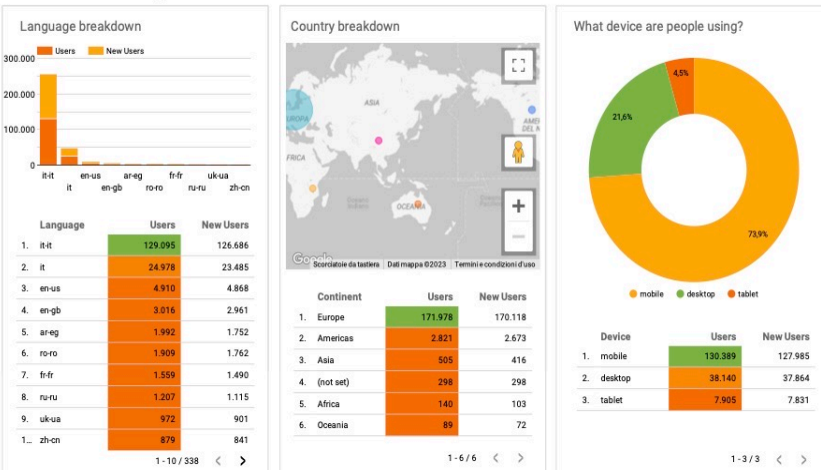 Language breakdown
Users New Users
300.000
200.000
100.000
0
it-it en-us ar-eg fr-fr uk-ua
it en-gb ro-ro ru-ru zh-cn
Language Users New Users
1. it-it 129.095 126.686
2. it 24.978 23.485
3. en-us 4.910 4.868
4. en-gb 3.016 2.961
5. ar-eg 1.992 1.752
6. ro-ro 1.909 1.762
7. fr-fr 1.559 1.490
8. ru-ru 1.207 1.115
9. uk-ua 972 901
1... zh-cn 879 841
1 - 10 / 338
Country breakdown
ASIA
EUROPA
AME
DEL N
FRICA
OCEANIA
Google
Scorciatoie da tastiera Dati mappa ©2023 Termini e condizioni d'uso
Continent Users New Users
1. Europe 171.978 170.118
2. Americas 2.821 2.673
3. Asia 505 416
4. (not set) 298 298
5. Africa 140 103
6. Oceania 89 72
1 - 6 / 6
What device are people using?
4,5%
21,6%
73,9%
mobile desktop tablet
Device Users New Users
1. mobile 130.389 127.985
2. desktop 38.140 37.864
3. tablet 7.905 7.831
1 - 3 / 3